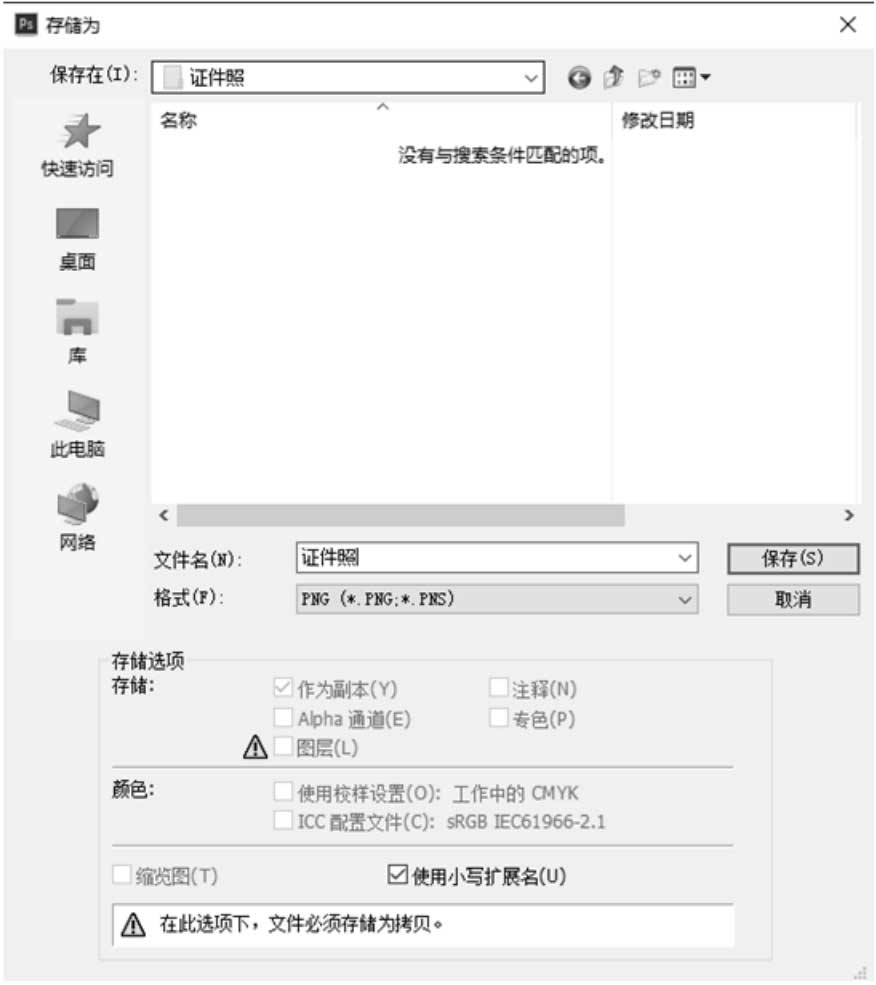 Ps 存储为
保存在(I): 证件照
名称 修改日期
没有与搜索条件匹配的项。
快速访问
桌面
库
此电脑
网络
文件名(N): 证件照 保存(S)
格式(F): PNG (*.PNG;*.PNS) 取消
存储选项
存储:
作为副本(Y) 注释(N)
Alpha 通道(E) 专色(P)
图层(L)
颜色:
使用校样设置(O): 工作中的 CMYK
ICC 配置文件(C): sRGB IEC61966-2.1
缩览图(T) 使用小写扩展名(U)
在此选项下，文件必须存储为拷贝。